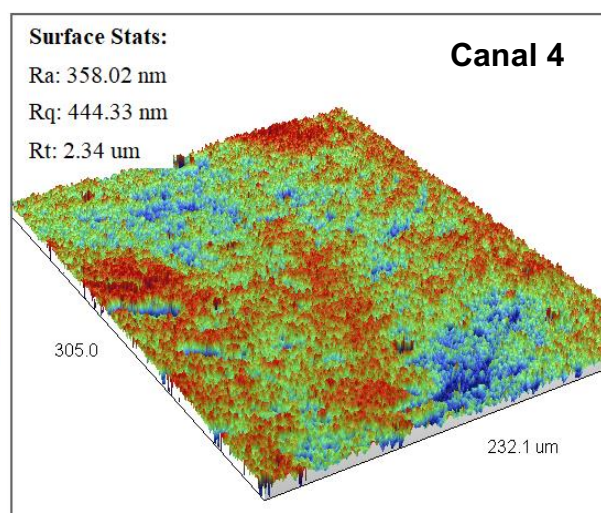 Surface Stats:
Ra: 358.02 nm
Rq: 444.33 nm
Rt: 2.34 um
Canal 4
305.0
232.1 um